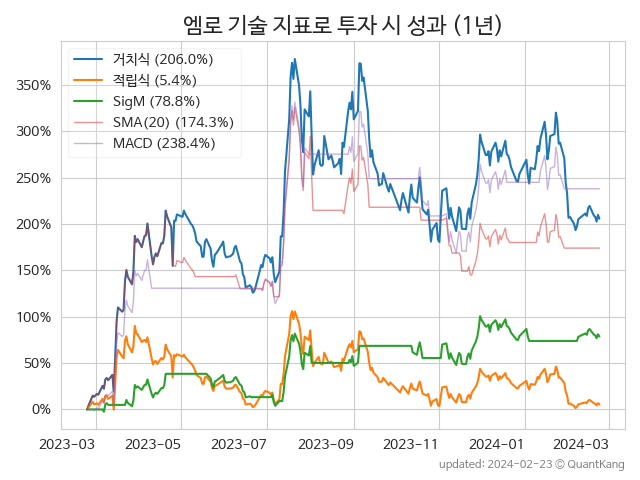 엠로 기술 지표로 투자 시 성과 (1년)
거치식 (206.0%)
적립식 (5.4%)
SigM (78.8%)
SMA(20) (174.3%)
MACD (238.4%)
350%
300%
250%
200%
150%
100%
50%
0%
2023-03
2023-05
2023-07
2023-09
2023-11
2024-01
2024-03
updated: 2024-02-23 © QuantKang